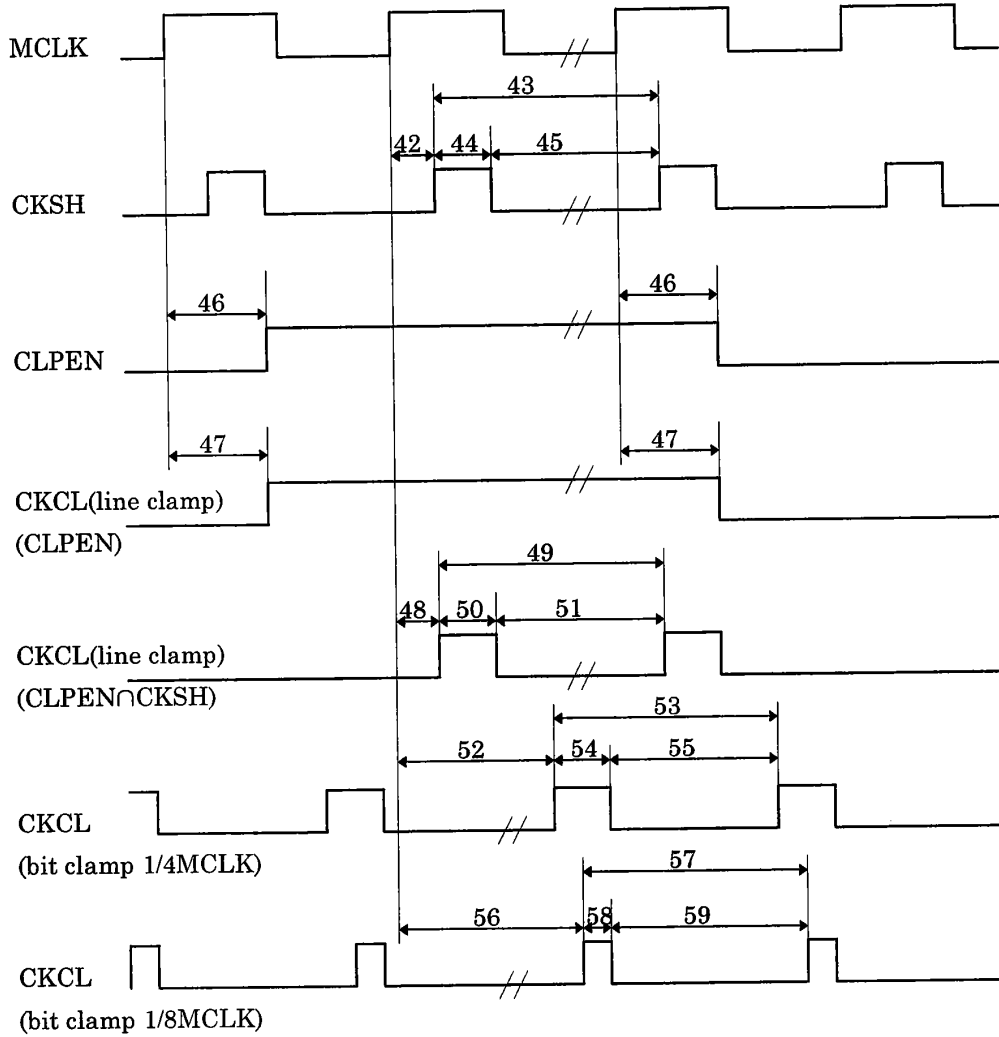 MCLK
43
42 44 45
CKSH
46 46
CLPEN
47 47
CKCL(line clamp)
(CLPEN)
49
48 50 51
CKCL(line clamp)
(CLPEN∩CKSH)
53
52 54 55
CKCL
(bit clamp 1/4MCLK)
57
56 58 59
CKCL
(bit clamp 1/8MCLK)